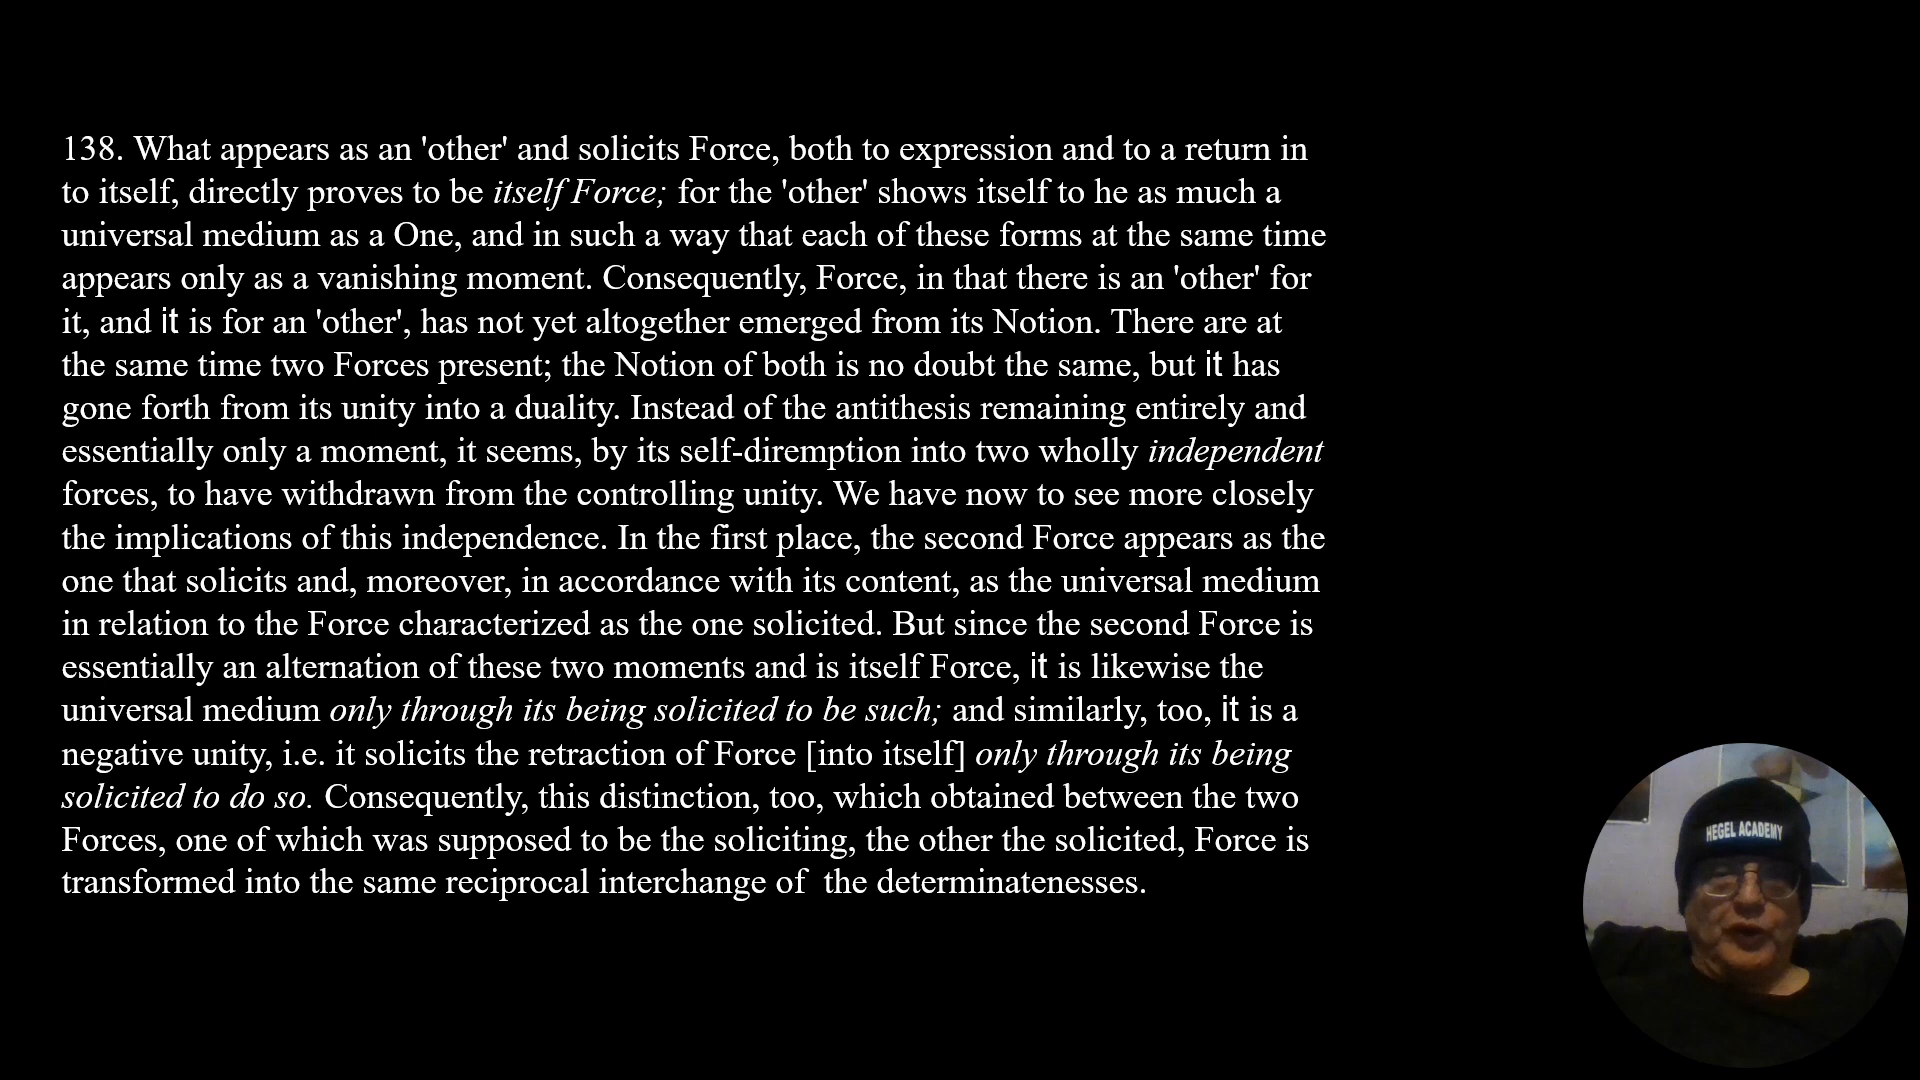 138. What appears as an 'other' and solicits Force, both to expression and to a return in
to itself, directly proves to be itself Force; for the 'other' shows itself to he as much a
universal medium as a One, and in such a way that each of these forms at the same time
appears only as a vanishing moment. Consequently, Force, in that there is an 'other' for
it, and it is for an 'other', has not yet altogether emerged from its Notion. There are at
the same time two Forces present; the Notion of both is no doubt the same, but it has
gone forth from its unity into a duality. Instead of the antithesis remaining entirely and
essentially only a moment, it seems, by its self-diremption into two wholly independent
forces, to have withdrawn from the controlling unity. We have now to see more closely
the implications of this independence. In the first place, the second Force appears as the
one that solicits and, moreover, in accordance with its content, as the universal medium
in relation to the Force characterized as the one solicited. But since the second Force is
essentially an alternation of these two moments and is itself Force, it is likewise the
universal medium only through its being solicited to be such; and similarly, too, it is a
negative unity, i.e. it solicits the retraction of Force [into itself] only through its being
solicited to do so. Consequently, this distinction, too, which obtained between the two
Forces, one of which was supposed to be the soliciting, the other the solicited, Force is
transformed into the same reciprocal interchange of  the determinatenesses.
HEGEL ACADEMY